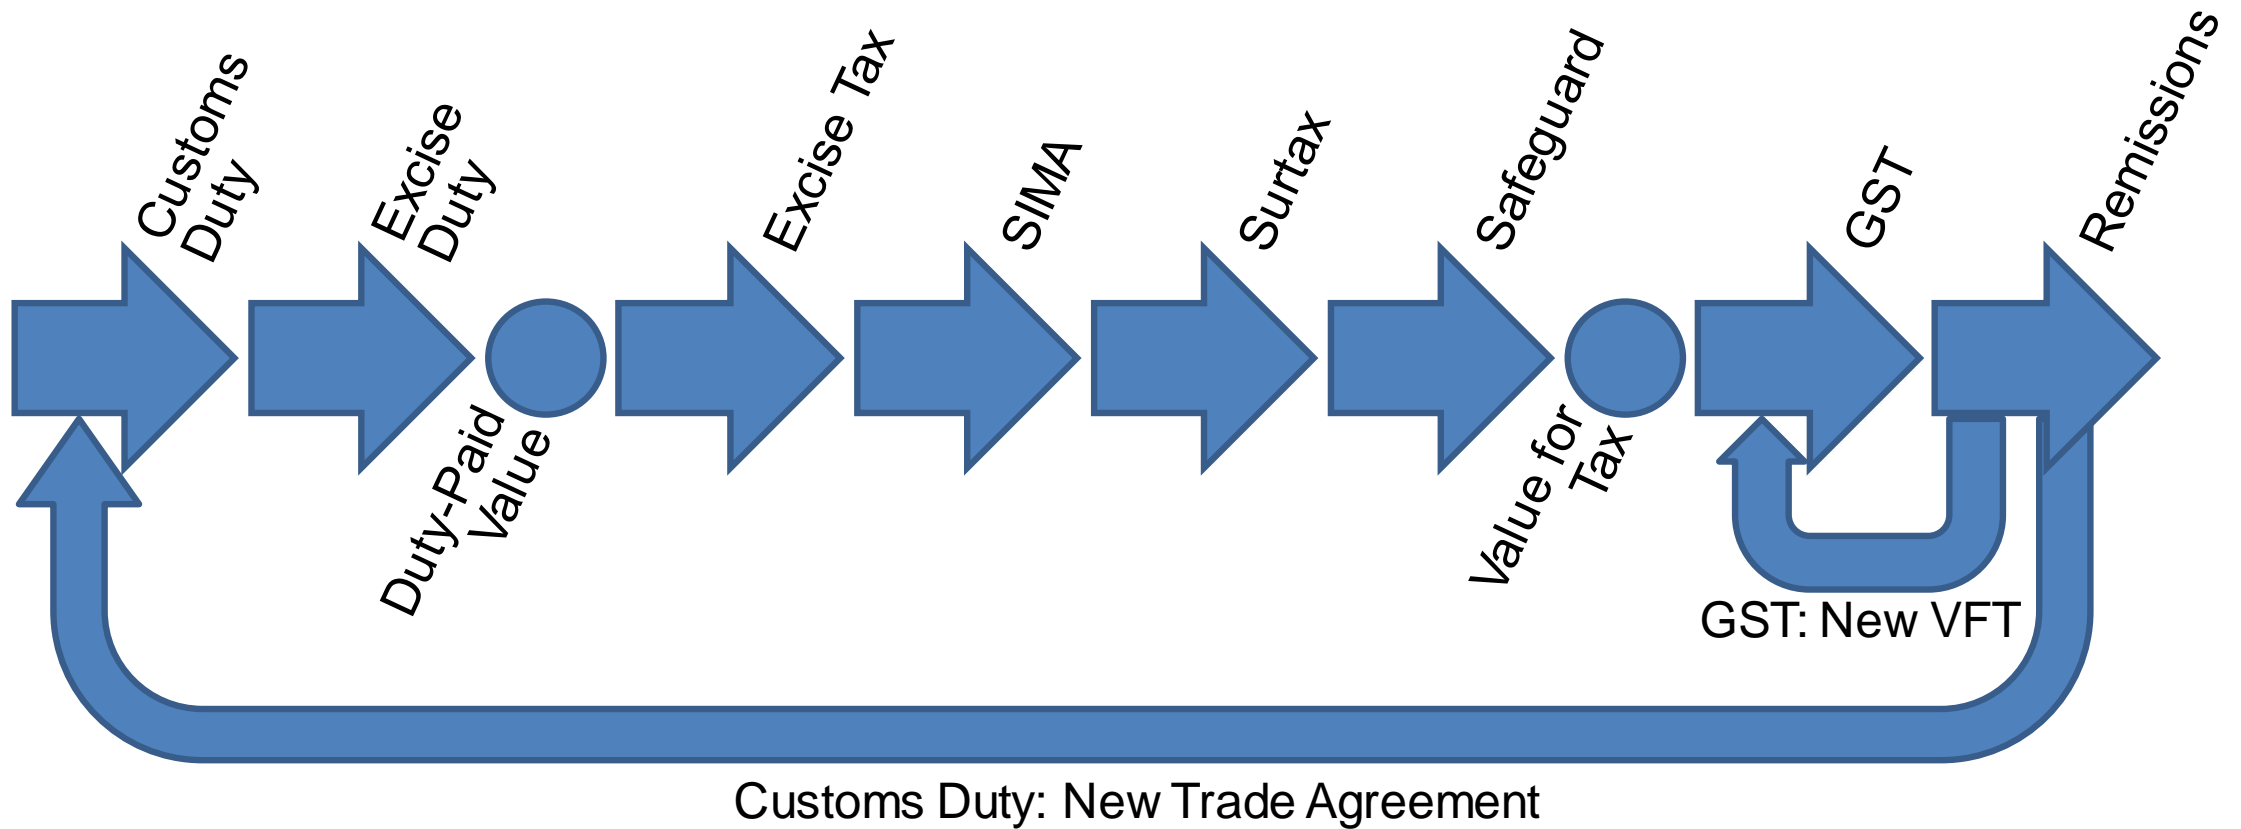 Customs
Duty
Excise
Duty
Duty-Paid
Value
Excise Tax
SIMA
Surtax
Safeguard
Value for
Tax
GST
Remissions
GST: New VFT
Customs Duty: New Trade Agreement